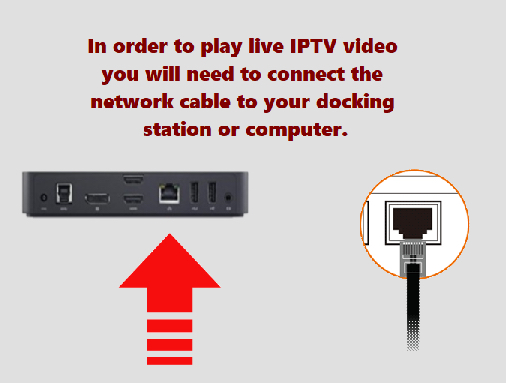 In order to play live IPTV video
you will need to connect the
network cable to your docking
station or computer.